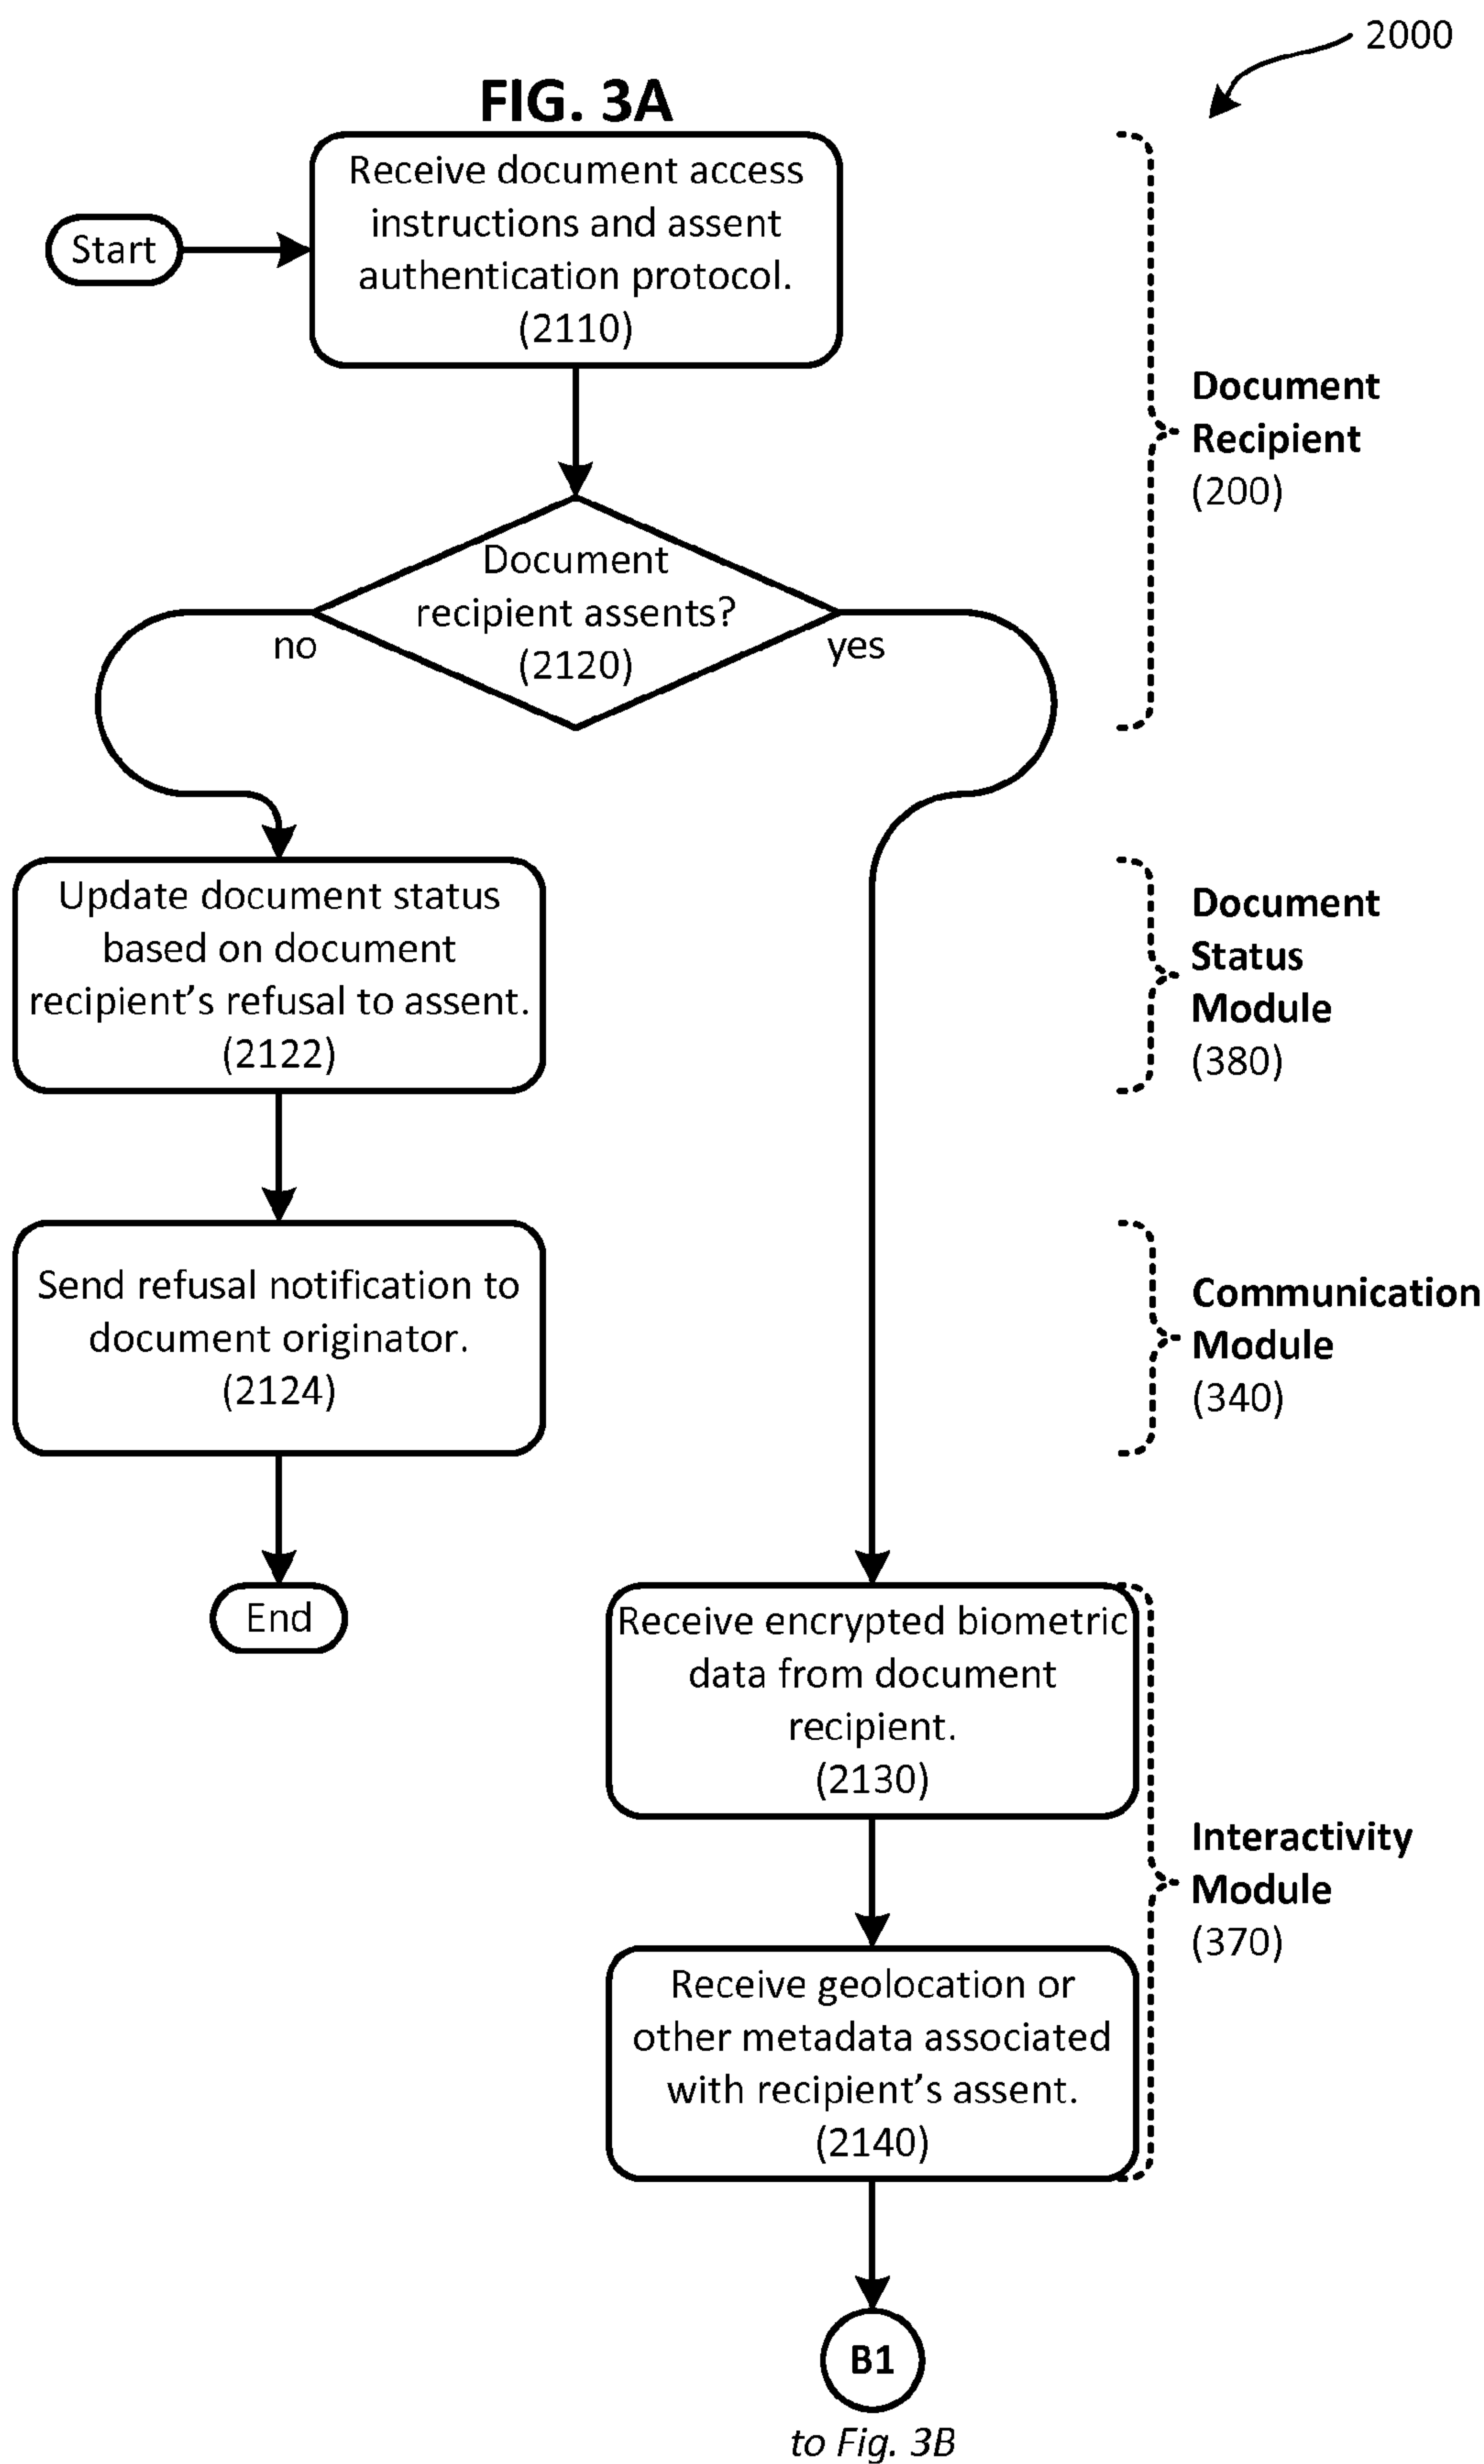 2000
FIG. 3A
Receive document access
instructions and assent
authentication protocol.
(2110)
Start
Document
Recipient
(200)
Document
recipient assents?
(2120)
no
yes
Update document status
based on document
recipient’s refusal to assent.
(2122)
Document
Status
Module
(380)
Send refusal notification to
document originator.
(2124)
Communication
Module
(340)
End
Receive encrypted biometric
data from document
recipient.
(2130)
Interactivity
Module
(370)
Receive geolocation or
other metadata associated
with recipient’s assent.
(2140)
B1
to Fig. 3B